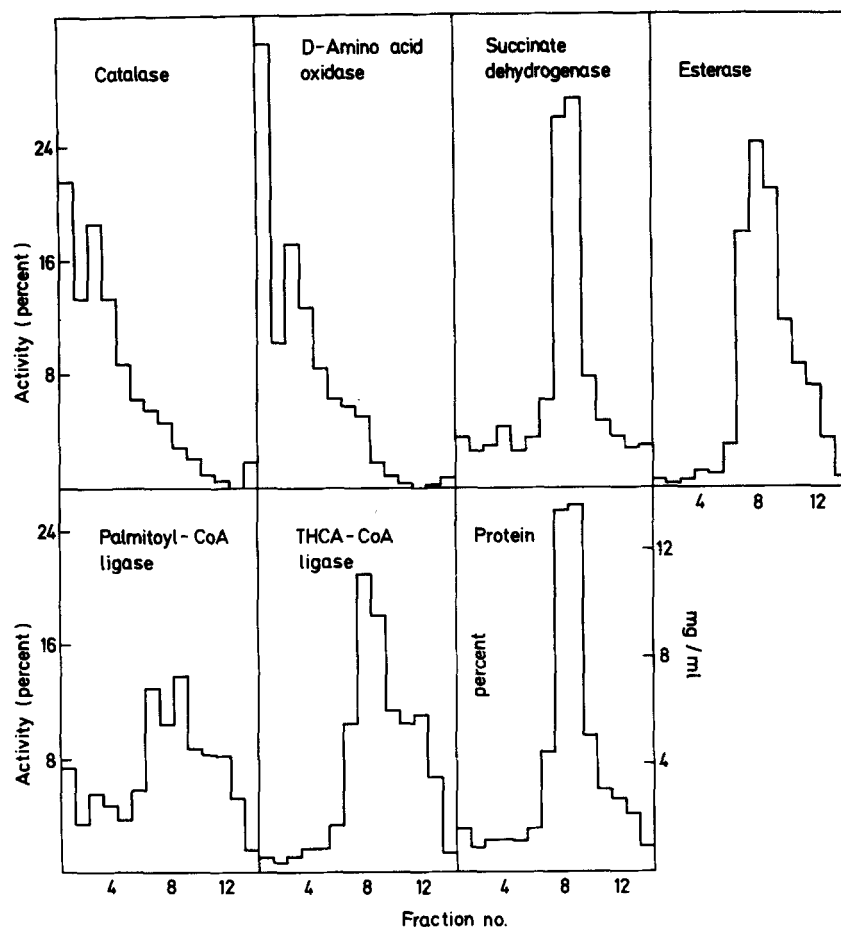 Catalase
D-Amino acid
oxidase
Succinate
dehydrogenase
Esterase
24
16
8
Activity (percent)
4 8 12
Palmitoyl-CoA
ligase
THCA-CoA
ligase
Protein
24
16
8
Activity (percent)
percent
12
8
4
mg/ml
4 8 12
4 8 12
4 8 12
Fraction no.